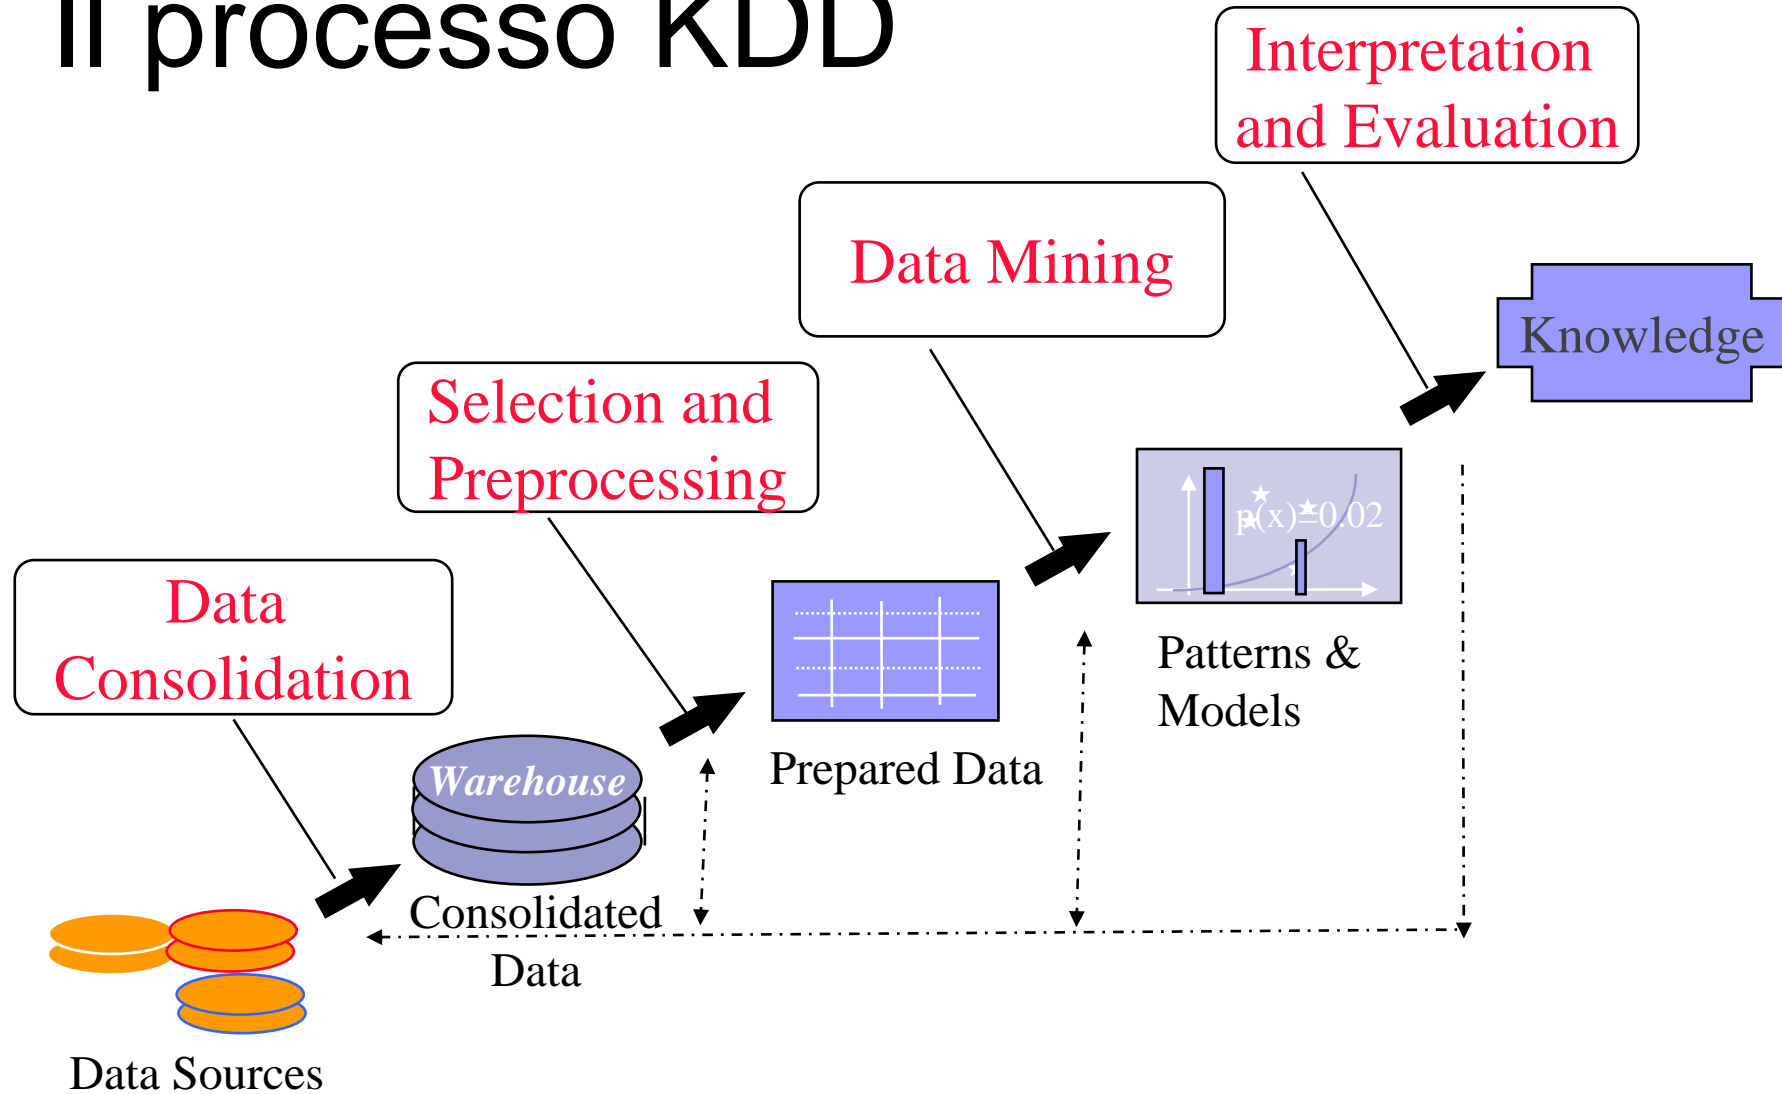 Il processo KDD
Interpretation
and Evaluation
Data Mining
Knowledge
Selection and
Preprocessing
p(x)=0.02
Data
Consolidation
Patterns &
Models
Warehouse
Prepared Data
Consolidated
Data
Data Sources